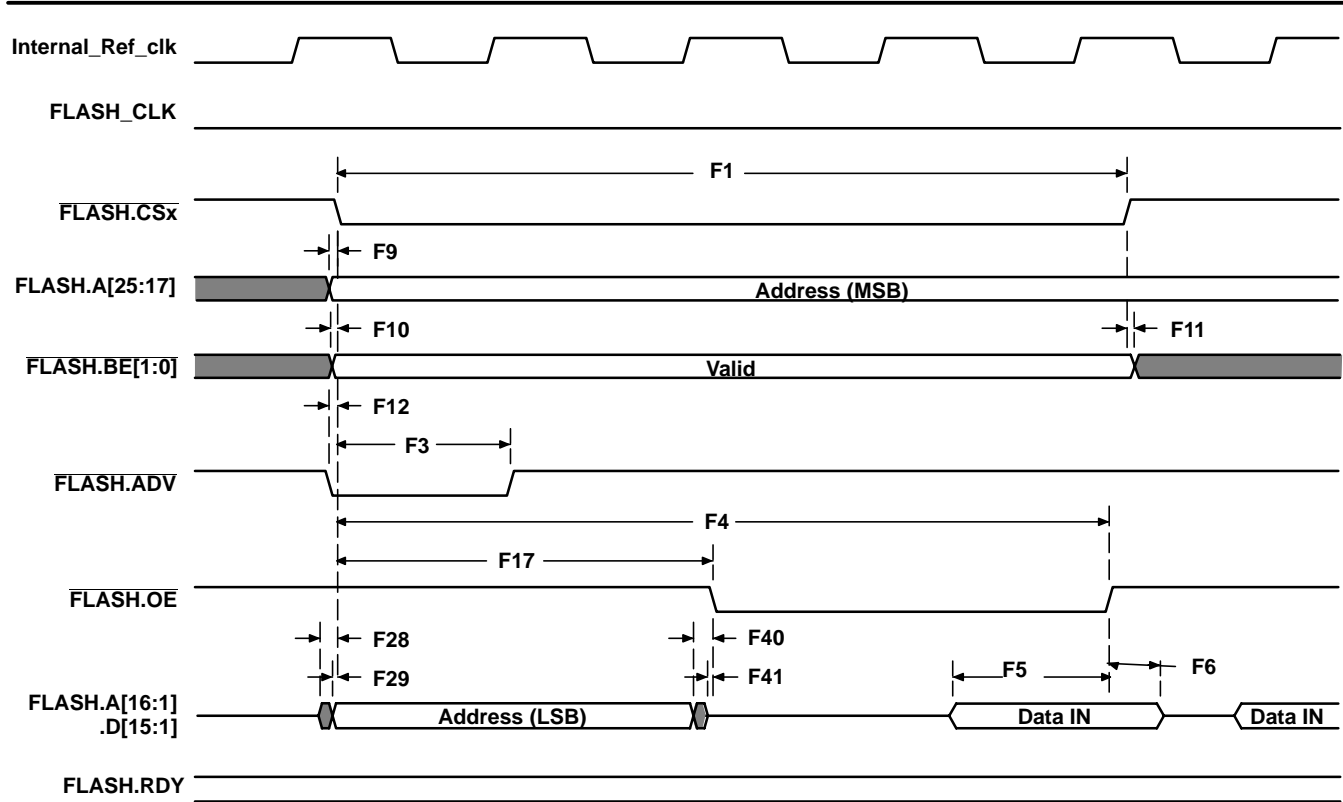 Internal_Ref_clk
FLASH_CLK
F1
FLASH.CSx
F9
FLASH.A[25:17]
Address (MSB)
F10
F11
FLASH.BE[1:0]
Valid
F12
F3
FLASH.ADV
F4
F17
FLASH.OE
F28
F40
F29
F41
F5
F6
FLASH.A[16:1]
.D[15:1]
Address (LSB)
Data IN
Data IN
FLASH.RDY